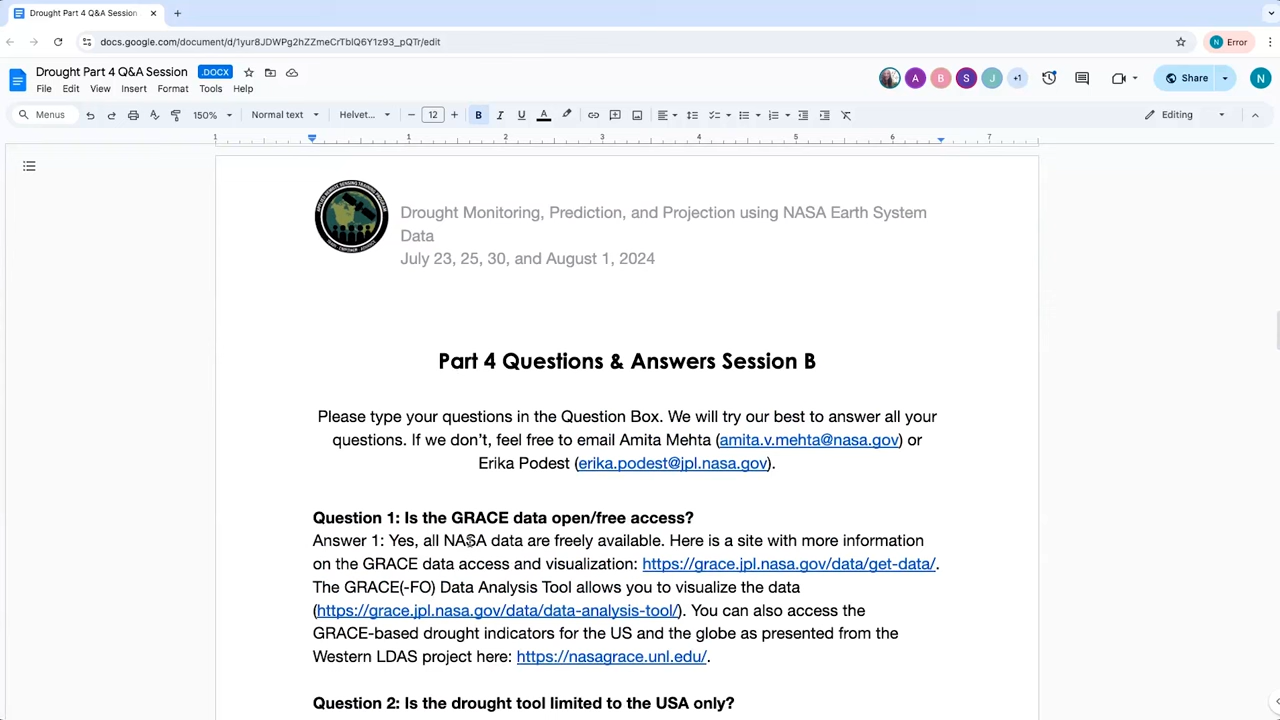 Drought Part 4 Q&A Session
docs.google.com/document/d/1yur8JDWPg2hZZmeCrTblQ6Y1z93_pQTr/edit
N Error
Drought Part 4 Q&A Session .DOCX
A B S J +1 Share N
File Edit View Insert Format Tools Help
Menus 150% Normal text Helvet... 12 B I U A Editing
1 1 2 3 4 5 6 7
Drought Monitoring, Prediction, and Projection using NASA Earth System
Data
July 23, 25, 30, and August 1, 2024
Part 4 Questions & Answers Session B
Please type your questions in the Question Box. We will try our best to answer all your
questions. If we don't, feel free to email Amita Mehta (amita.v.mehta@nasa.gov) or
Erika Podest (erika.podest@jpl.nasa.gov).
Question 1: Is the GRACE data open/free access?
Answer 1: Yes, all NASA data are freely available. Here is a site with more information
on the GRACE data access and visualization: https://grace.jpl.nasa.gov/data/get-data/.
The GRACE(-FO) Data Analysis Tool allows you to visualize the data
(https://grace.jpl.nasa.gov/data/data-analysis-tool/). You can also access the
GRACE-based drought indicators for the US and the globe as presented from the
Western LDAS project here: https://nasagrace.unl.edu/.
Question 2: Is the drought tool limited to the USA only?